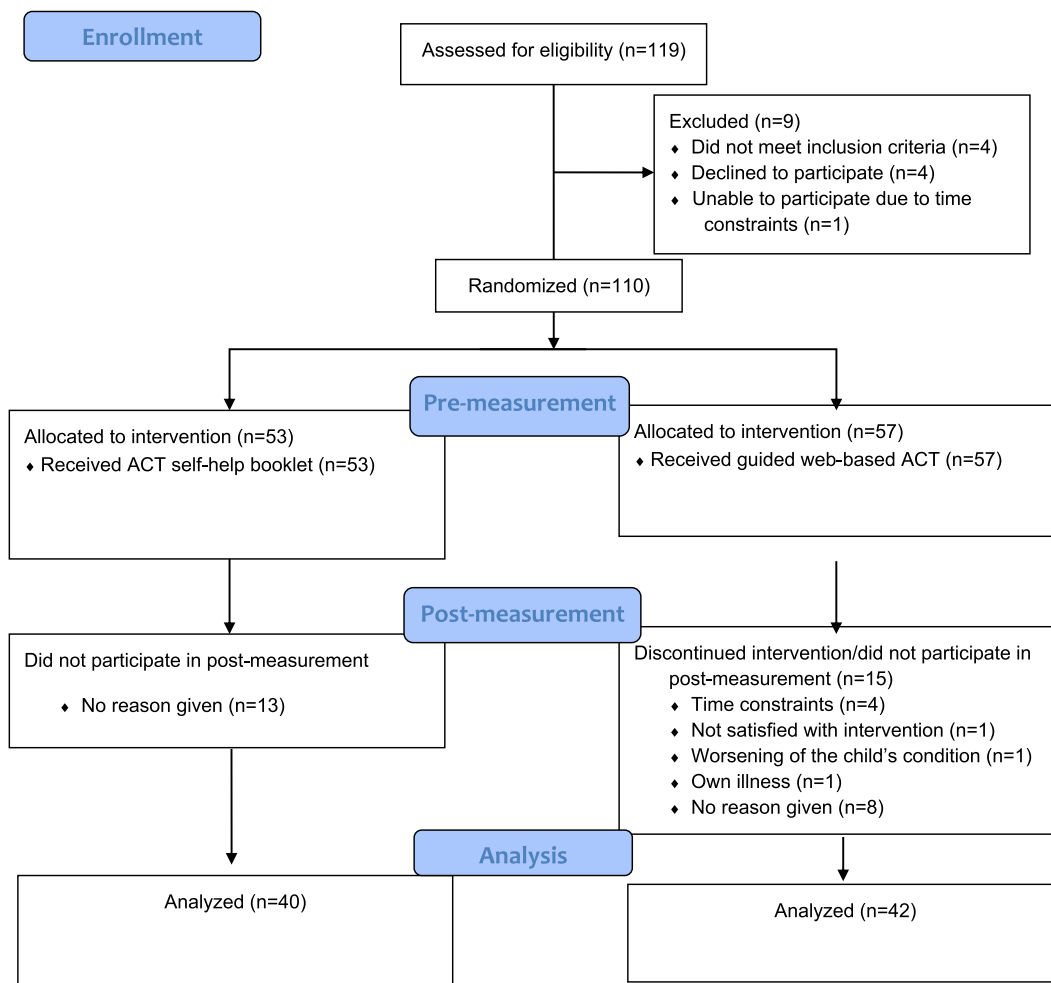 Enrollment
Assessed for eligibility (n=119)
Excluded (n=9)
♦ Did not meet inclusion criteria (n=4)
♦ Declined to participate (n=4)
♦ Unable to participate due to time
constraints (n=1)
Randomized (n=110)
Pre-measurement
Allocated to intervention (n=53)
♦ Received ACT self-help booklet (n=53)
Allocated to intervention (n=57)
♦ Received guided web-based ACT (n=57)
Post-measurement
Did not participate in post-measurement
♦ No reason given (n=13)
Discontinued intervention/did not participate in
post-measurement (n=15)
♦ Time constraints (n=4)
♦ Not satisfied with intervention (n=1)
♦ Worsening of the child’s condition (n=1)
♦ Own illness (n=1)
♦ No reason given (n=8)
Analysis
Analyzed (n=40)
Analyzed (n=42)